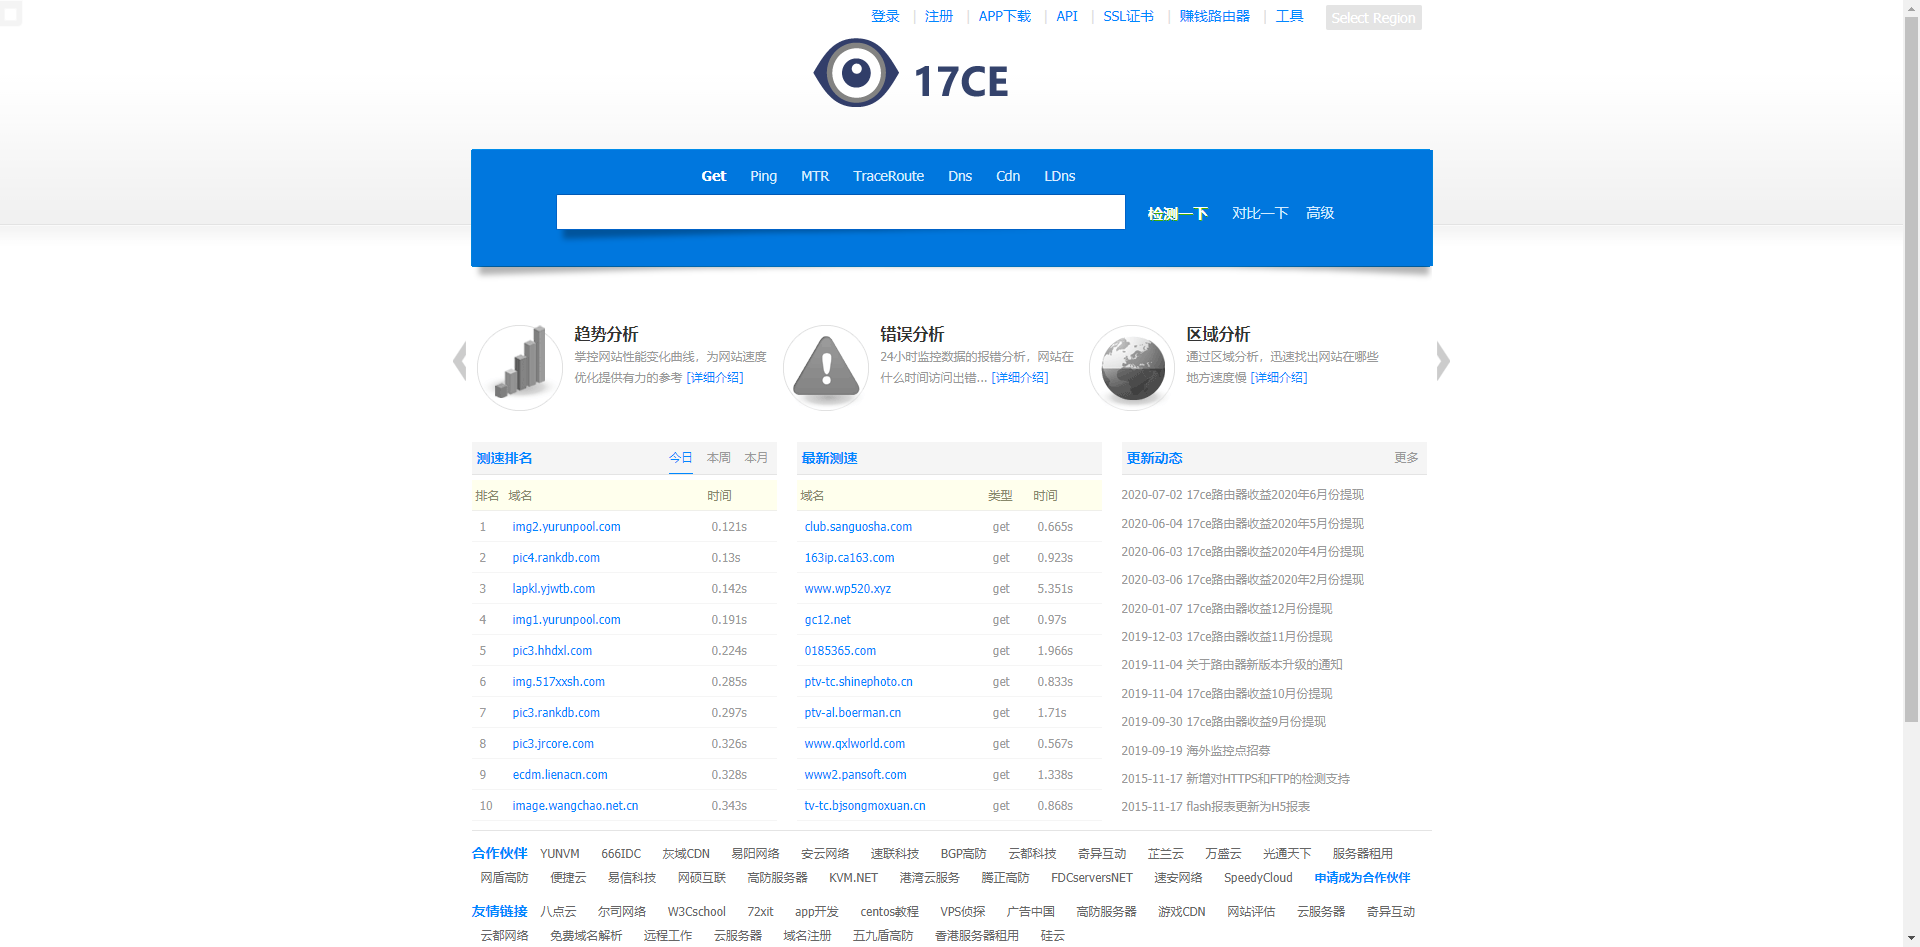 登录 | 注册 | APP下载 | API | SSL证书 | 赚钱路由器 | 工具 Select Region
17CE
Get Ping MTR TraceRoute Dns Cdn LDns
检测一下 对比一下 高级
趋势分析
掌控网站性能变化曲线，为网站速度
优化提供有力的参考 [详细介绍]
错误分析
24小时监控数据的报错分析，网站在
什么时间访问出错... [详细介绍]
区域分析
通过区域分析，迅速找出网站在哪些
地方速度慢 [详细介绍]
测速排名 今日 本周 本月
排名 域名 时间
1 img2.yurunpool.com 0.121s
2 pic4.rankdb.com 0.13s
3 lapkl.yjwtb.com 0.142s
4 img1.yurunpool.com 0.191s
5 pic3.hhdxl.com 0.224s
6 img.517xxsh.com 0.285s
7 pic3.rankdb.com 0.297s
8 pic3.jrcore.com 0.326s
9 ecdm.lienacn.com 0.328s
10 image.wangchao.net.cn 0.343s
最新测速
域名 类型 时间
club.sanguosha.com get 0.665s
163ip.ca163.com get 0.923s
www.wp520.xyz get 5.351s
gc12.net get 0.97s
0185365.com get 1.966s
ptv-tc.shinephoto.cn get 0.833s
ptv-al.boerman.cn get 1.71s
www.qxlworld.com get 0.567s
www2.pansoft.com get 1.338s
tv-tc.bjsongmoxuan.cn get 0.868s
更新动态 更多
2020-07-02 17ce路由器收益2020年6月份提现
2020-06-04 17ce路由器收益2020年5月份提现
2020-06-03 17ce路由器收益2020年4月份提现
2020-03-06 17ce路由器收益2020年2月份提现
2020-01-07 17ce路由器收益12月份提现
2019-12-03 17ce路由器收益11月份提现
2019-11-04 关于路由器新版本升级的通知
2019-11-04 17ce路由器收益10月份提现
2019-09-30 17ce路由器收益9月份提现
2019-09-19 海外监控点招募
2015-11-17 新增对HTTPS和FTP的检测支持
2015-11-17 flash报表更新为H5报表
合作伙伴 YUNVM 666IDC 灰域CDN 易阳网络 安云网络 速联科技 BGP高防 云都科技 奇异互动 芷兰云 万盛云 光通天下 服务器租用
网盾高防 便捷云 易信科技 网硕互联 高防服务器 KVM.NET 港湾云服务 腾正高防 FDCserversNET 速安网络 SpeedyCloud 申请成为合作伙伴
友情链接 八点云 尔司网络 W3Cschool 72xit app开发 centos教程 VPS侦探 广告中国 高防服务器 游戏CDN 网站评估 云服务器 奇异互动
云都网络 免费域名解析 远程工作 云服务器 域名注册 五九盾高防 香港服务器租用 硅云